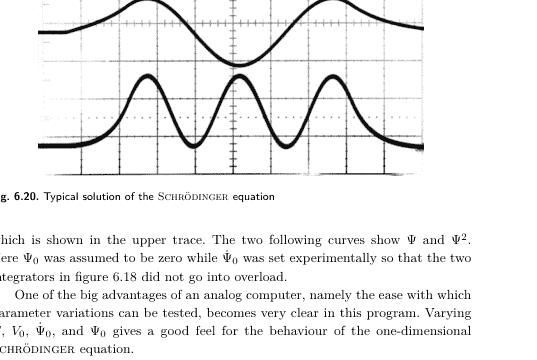 g. 6.20. Typical solution of the SCHRÖDINGER equation
hich is shown in the upper trace. The two following curves show Ψ and Ψ².
ere Ψ₀ was assumed to be zero while Ψ̇₀ was set experimentally so that the two
ntegrators in figure 6.18 did not go into overload.
One of the big advantages of an analog computer, namely the ease with which
arameter variations can be tested, becomes very clear in this program. Varying
, V₀, Ψ̇₀, and Ψ₀ gives a good feel for the behaviour of the one-dimensional
CHRÖDINGER equation.